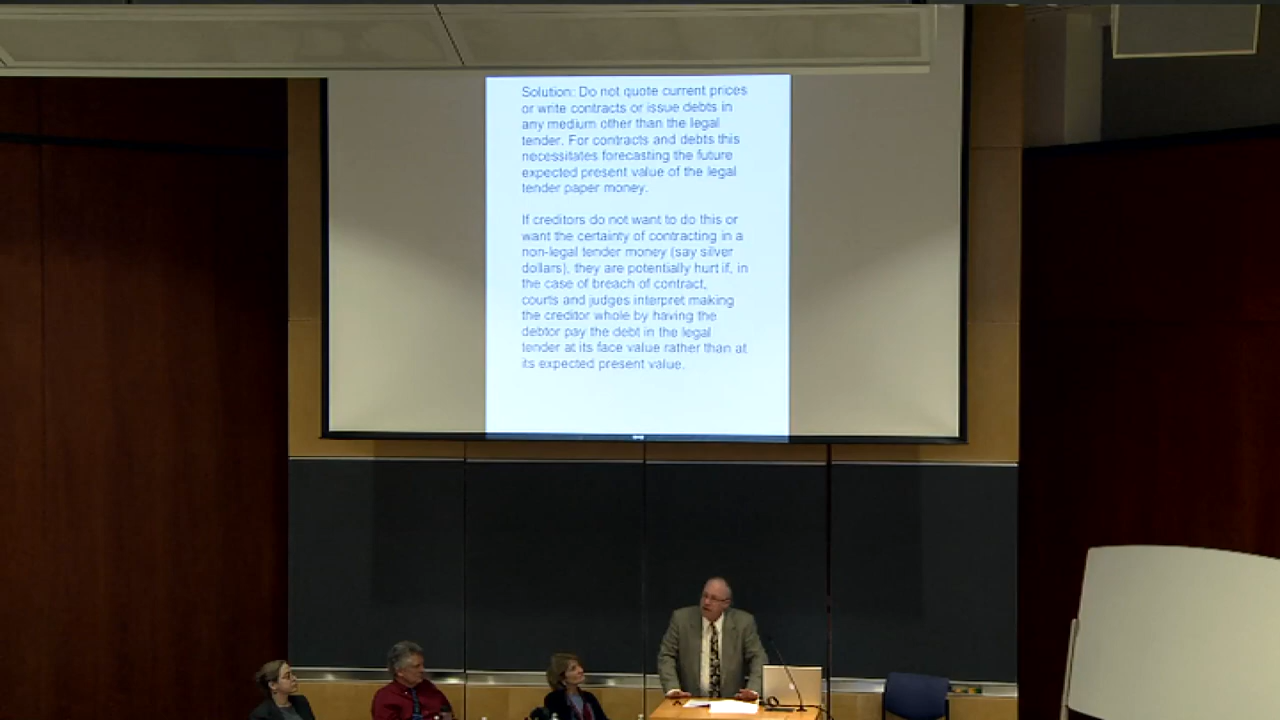 Solution: Do not quote current prices
or write contracts or issue debts in
any medium other than the legal
tender. For contracts and debts this
necessitates forecasting the future
expected present value of the legal
tender paper money.
If creditors do not want to do this or
want the certainty of contracting in a
non-legal tender money (say silver
dollars), they are potentially hurt if, in
the case of breach of contract,
courts and judges interpret making
the creditor whole by having the
debtor pay the debt in the legal
tender at its face value rather than at
its expected present value.